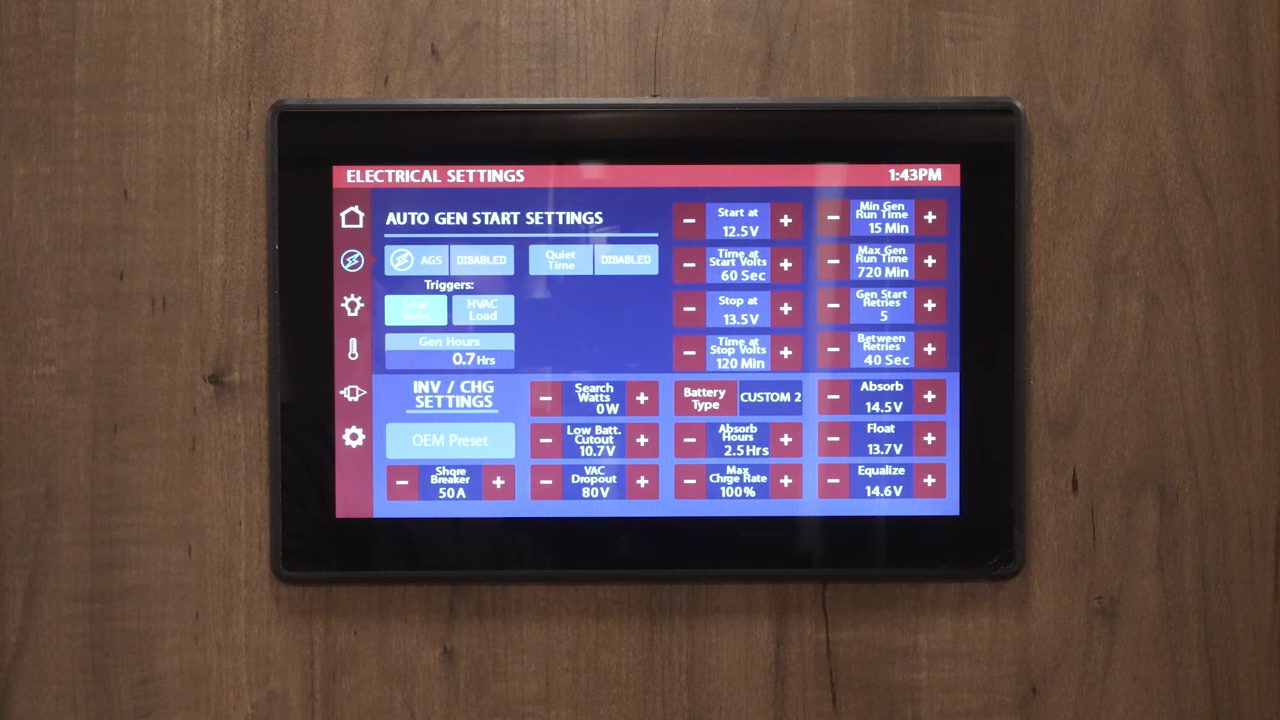 ELECTRICAL SETTINGS
1:43PM
AUTO GEN START SETTINGS
AGS
DISABLED
Quiet
Time
DISABLED
Triggers:
Low
Volts
HVAC
Load
Gen Hours
0.7 Hrs
Start at
12.5V
Time at
Start Volts
60 Sec
Stop at
13.5V
Time at
Stop Volts
120 Min
Min Gen
Run Time
15 Min
Max Gen
Run Time
720 Min
Gen Start
Retries
5
Between
Retries
40 Sec
INV / CHG
SETTINGS
OEM Preset
Shore
Breaker
50A
Search
Watts
0W
Low Batt.
Cutout
10.7V
VAC
Dropout
80V
Battery
Type
CUSTOM 2
Absorb
Hours
2.5Hrs
Max
Chrge Rate
100%
Absorb
14.5V
Float
13.7V
Equalize
14.6V